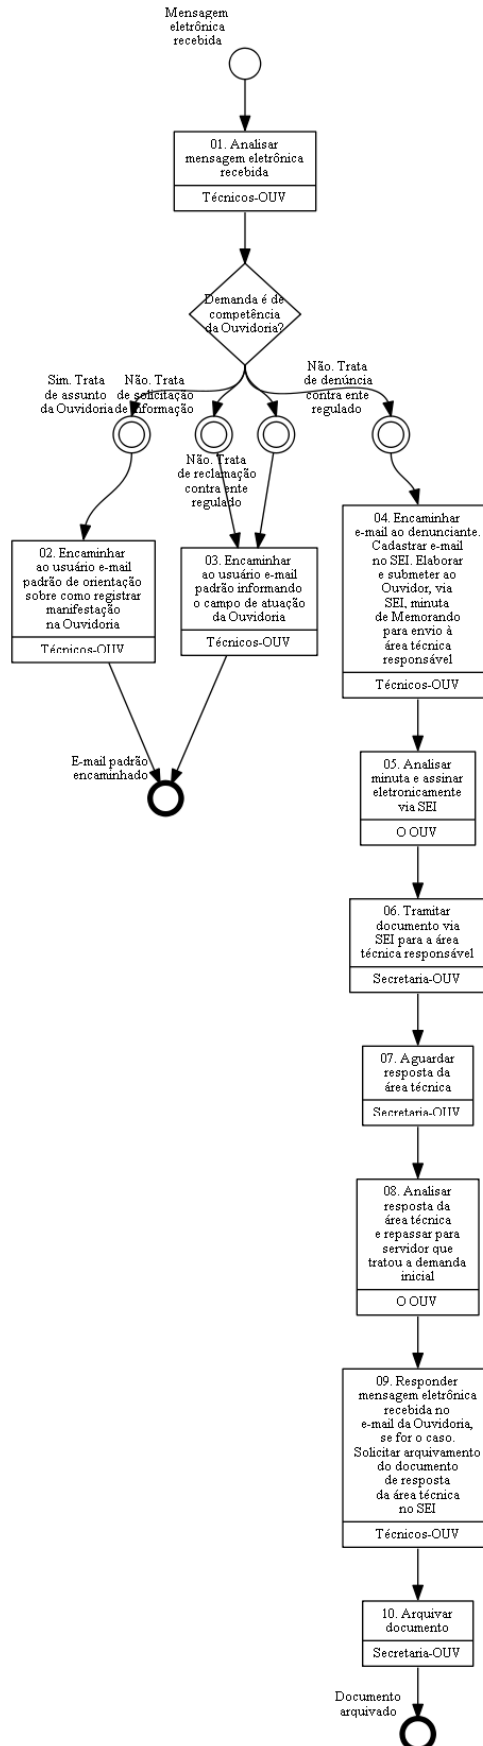 Mensagem
eletrônica
recebida
01. Analisar
mensagem eletrônica
recebida
Técnicos-OUV
Demanda é de
competência
da Ouvidoria?
Sim. Trata
de assunto
da Ouvidoria
Não. Trata
de solicitação
de informação
Não. Trata
de reclamação
contra ente
regulado
Não. Trata
de denúncia
contra ente
regulado
02. Encaminhar
ao usuário e-mail
padrão de orientação
sobre como registrar
manifestação
na Ouvidoria
Técnicos-OUV
03. Encaminhar
ao usuário e-mail
padrão informando
o campo de atuação
da Ouvidoria
Técnicos-OUV
04. Encaminhar
e-mail ao denunciante.
Cadastrar e-mail
no SEI. Elaborar
e submeter ao
Ouvidor, via
SEI, minuta
de Memorando
para envio à
área técnica
responsável
Técnicos-OUV
E-mail padrão
encaminhado
05. Analisar
minuta e assinar
eletronicamente
via SEI
O OUV
06. Tramitar
documento via
SEI para a área
técnica responsável
Secretaria-OUV
07. Aguardar
resposta da
área técnica
Secretaria-OUV
08. Analisar
resposta da
área técnica
e repassar para
servidor que
tratou a demanda
inicial
O OUV
09. Responder
mensagem eletrônica
recebida no
e-mail da Ouvidoria,
se for o caso.
Solicitar arquivamento
do documento
de resposta
da área técnica
no SEI
Técnicos-OUV
10. Arquivar
documento
Secretaria-OUV
Documento
arquivado